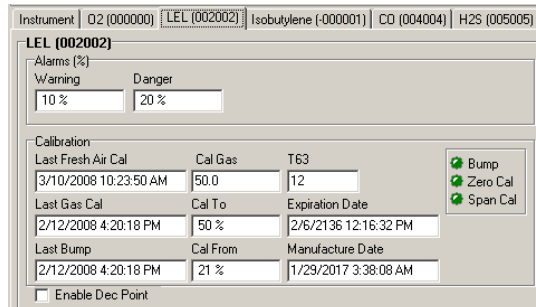 Instrument O2 (000000) LEL (002002) Isobutylene (-000001) CO (004004) H2S (005005)
LEL (002002)
Alarms (%)
Warning Danger
10 % 20 %
Calibration
Last Fresh Air Cal Cal Gas T63
3/10/2008 10:23:50 AM 50.0 12
Bump
Zero Cal
Span Cal
Last Gas Cal Cal To Expiration Date
2/12/2008 4:20:18 PM 50 % 2/6/2136 12:16:32 PM
Last Bump Cal From Manufacture Date
2/12/2008 4:20:18 PM 21 % 1/29/2017 3:38:08 AM
Enable Dec Point